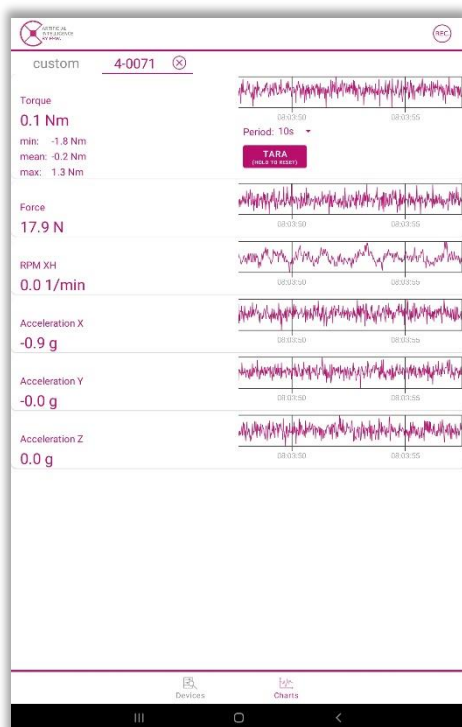 REC
custom
4-0071
Torque
0.1 Nm
min: -1.8 Nm
mean: -0.2 Nm
max: 1.3 Nm
08:03:50 08:03:55
Period: 10s
TARA
(HOLD TO RESET)
Force
17.9 N
08:03:50 08:03:55
RPM XH
0.0 1/min
08:03:50 08:03:55
Acceleration X
-0.9 g
08:03:50 08:03:55
Acceleration Y
-0.0 g
08:03:50 08:03:55
Acceleration Z
0.0 g
08:03:50 08:03:55
Devices
Charts